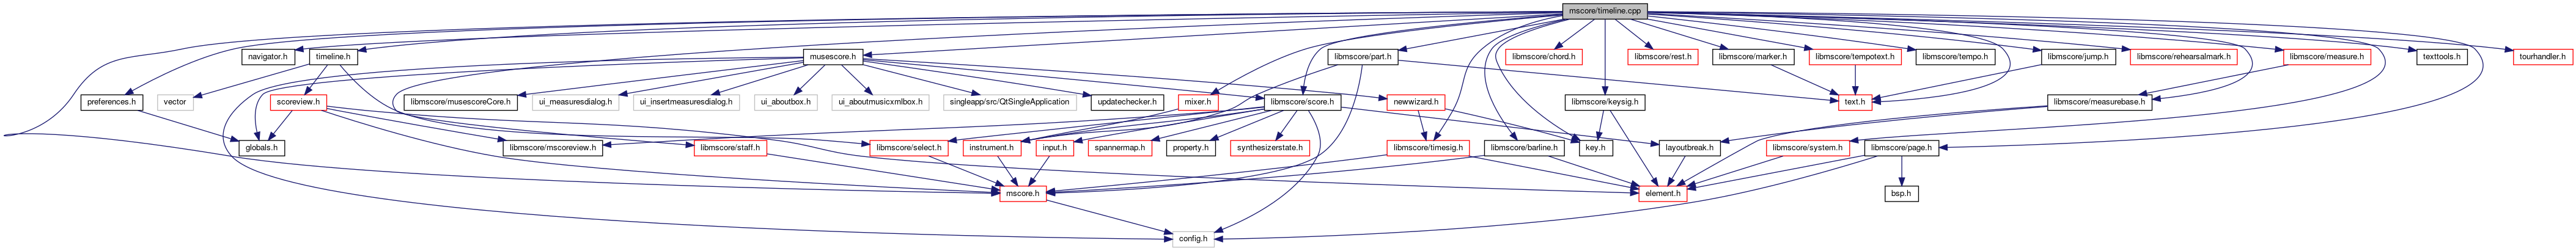 mscore/timeline.cpp
navigator.h
timeline.h
musescore.h
libmscore/part.h
libmscore/chord.h
libmscore/rest.h
libmscore/marker.h
libmscore/tempotext.h
libmscore/tempo.h
libmscore/jump.h
libmscore/rehearsalmark.h
libmscore/measure.h
texttools.h
tourhandler.h
preferences.h
vector
scoreview.h
libmscore/musescoreCore.h
ui_measuresdialog.h
ui_insertmeasuresdialog.h
ui_aboutbox.h
ui_aboutmusicxmlbox.h
singleapp/src/QtSingleApplication
updatechecker.h
mixer.h
libmscore/score.h
newwizard.h
libmscore/keysig.h
text.h
libmscore/measurebase.h
globals.h
libmscore/mscoreview.h
libmscore/staff.h
libmscore/select.h
instrument.h
input.h
spannermap.h
property.h
synthesizerstate.h
libmscore/timesig.h
libmscore/barline.h
key.h
layoutbreak.h
libmscore/system.h
libmscore/page.h
mscore.h
element.h
bsp.h
config.h